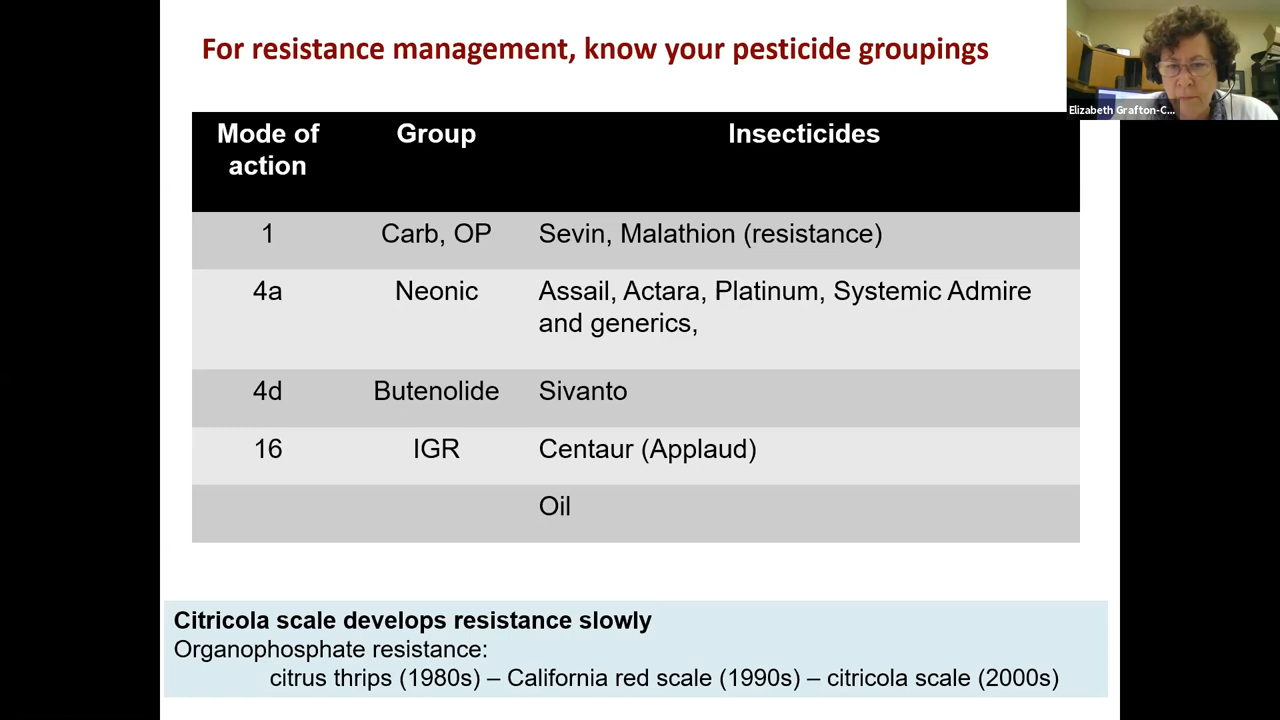 For resistance management, know your pesticide groupings
Elizabeth Grafton-C...
Mode of action Group Insecticides
1 Carb, OP Sevin, Malathion (resistance)
4a Neonic Assail, Actara, Platinum, Systemic Admire
and generics,
4d Butenolide Sivanto
16 IGR Centaur (Applaud)
Oil
Citricola scale develops resistance slowly
Organophosphate resistance:
citrus thrips (1980s) – California red scale (1990s) – citricola scale (2000s)